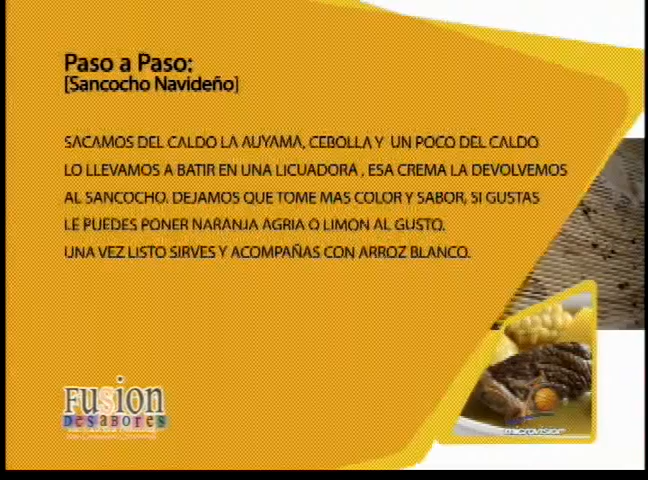 Paso a Paso:
[Sancocho Navideño]
SACAMOS DEL CALDO LA AUYAMA, CEBOLLA Y UN POCO DEL CALDO
LO LLEVAMOS A BATIR EN UNA LICUADORA , ESA CREMA LA DEVOLVEMOS
AL SANCOCHO. DEJAMOS QUE TOME MAS COLOR Y SABOR, SI GUSTAS
LE PUEDES PONER NARANJA AGRIA O LIMON AL GUSTO.
UNA VEZ LISTO SIRVES Y ACOMPAÑAS CON ARROZ BLANCO.
FUsion
DESABORES
microvision